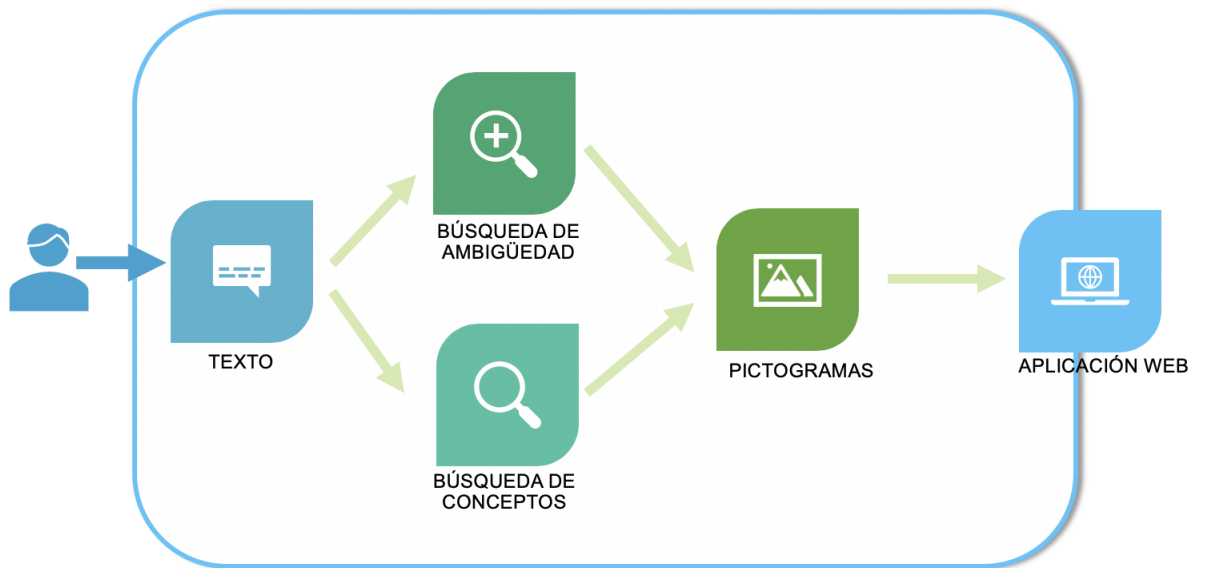 TEXTO
BÚSQUEDA DE
AMBIGÜEDAD
BÚSQUEDA DE
CONCEPTOS
PICTOGRAMAS
APLICACIÓN WEB